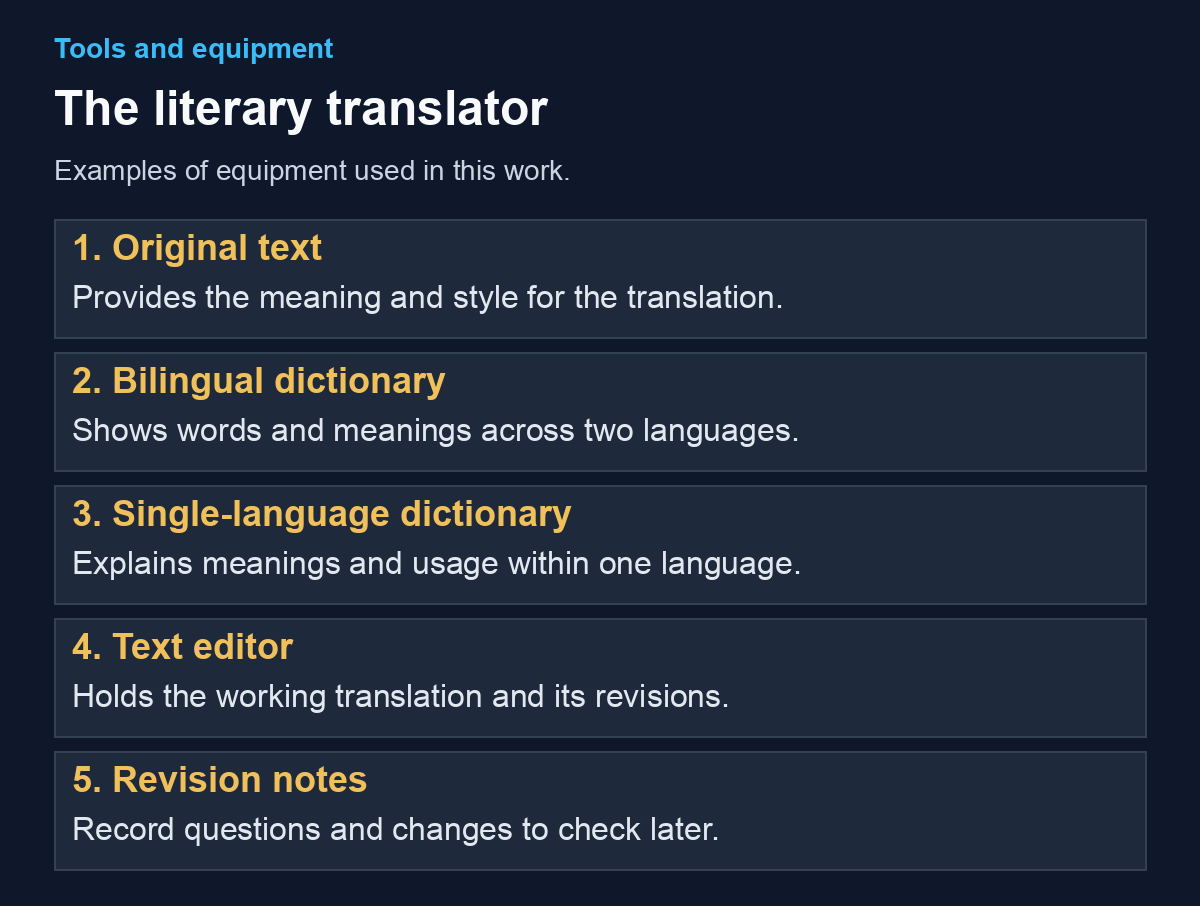 Tools and equipment
The literary translator
Examples of equipment used in this work.
1. Original text
Provides the meaning and style for the translation.
2. Bilingual dictionary
Shows words and meanings across two languages.
3. Single-language dictionary
Explains meanings and usage within one language.
4. Text editor
Holds the working translation and its revisions.
5. Revision notes
Record questions and changes to check later.